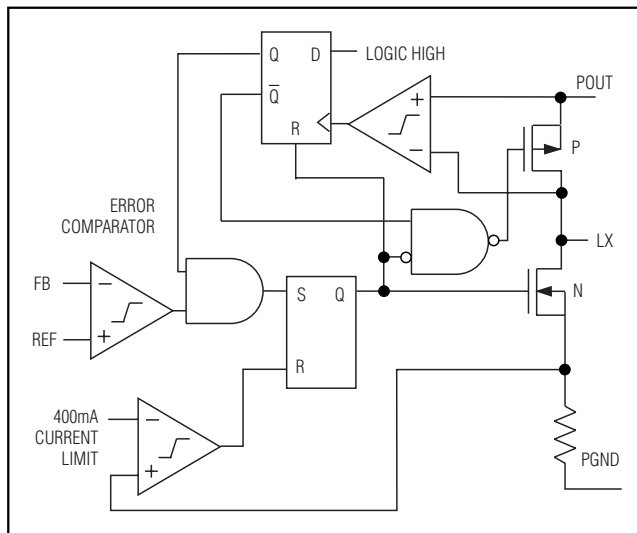 Q D LOGIC HIGH
Q̅
R
POUT
+
−
P
ERROR
COMPARATOR
LX
FB −
REF +
S Q
R
N
400mA
CURRENT
LIMIT
−
+
PGND